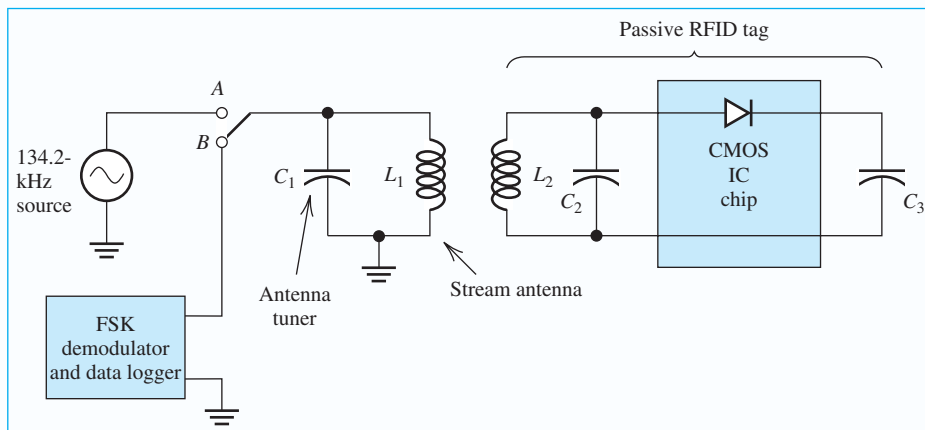 Passive RFID tag
A
B
134.2-
kHz
source
C1
L1
L2
C2
CMOS
IC
chip
C3
Antenna
tuner
Stream antenna
FSK
demodulator
and data logger